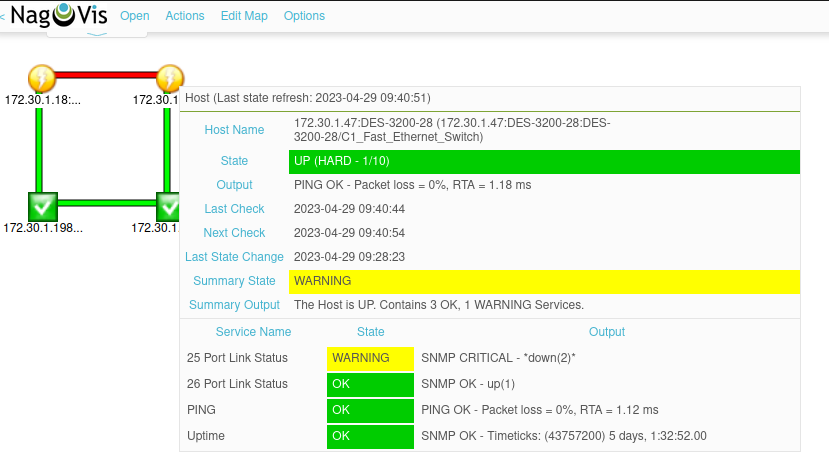 < NagVis Open Actions Edit Map Options
172.30.1.18:... 172.30.1
Host (Last state refresh: 2023-04-29 09:40:51)
Host Name 172.30.1.47:DES-3200-28 (172.30.1.47:DES-3200-28:DES-
3200-28/C1_Fast_Ethernet_Switch)
State UP (HARD - 1/10)
Output PING OK - Packet loss = 0%, RTA = 1.18 ms
Last Check 2023-04-29 09:40:44
172.30.1.198... 172.30.1
Next Check 2023-04-29 09:40:54
Last State Change 2023-04-29 09:28:23
Summary State WARNING
Summary Output The Host is UP. Contains 3 OK, 1 WARNING Services.
Service Name State Output
25 Port Link Status WARNING SNMP CRITICAL - *down(2)*
26 Port Link Status OK SNMP OK - up(1)
PING OK PING OK - Packet loss = 0%, RTA = 1.12 ms
Uptime OK SNMP OK - Timeticks: (43757200) 5 days, 1:32:52.00